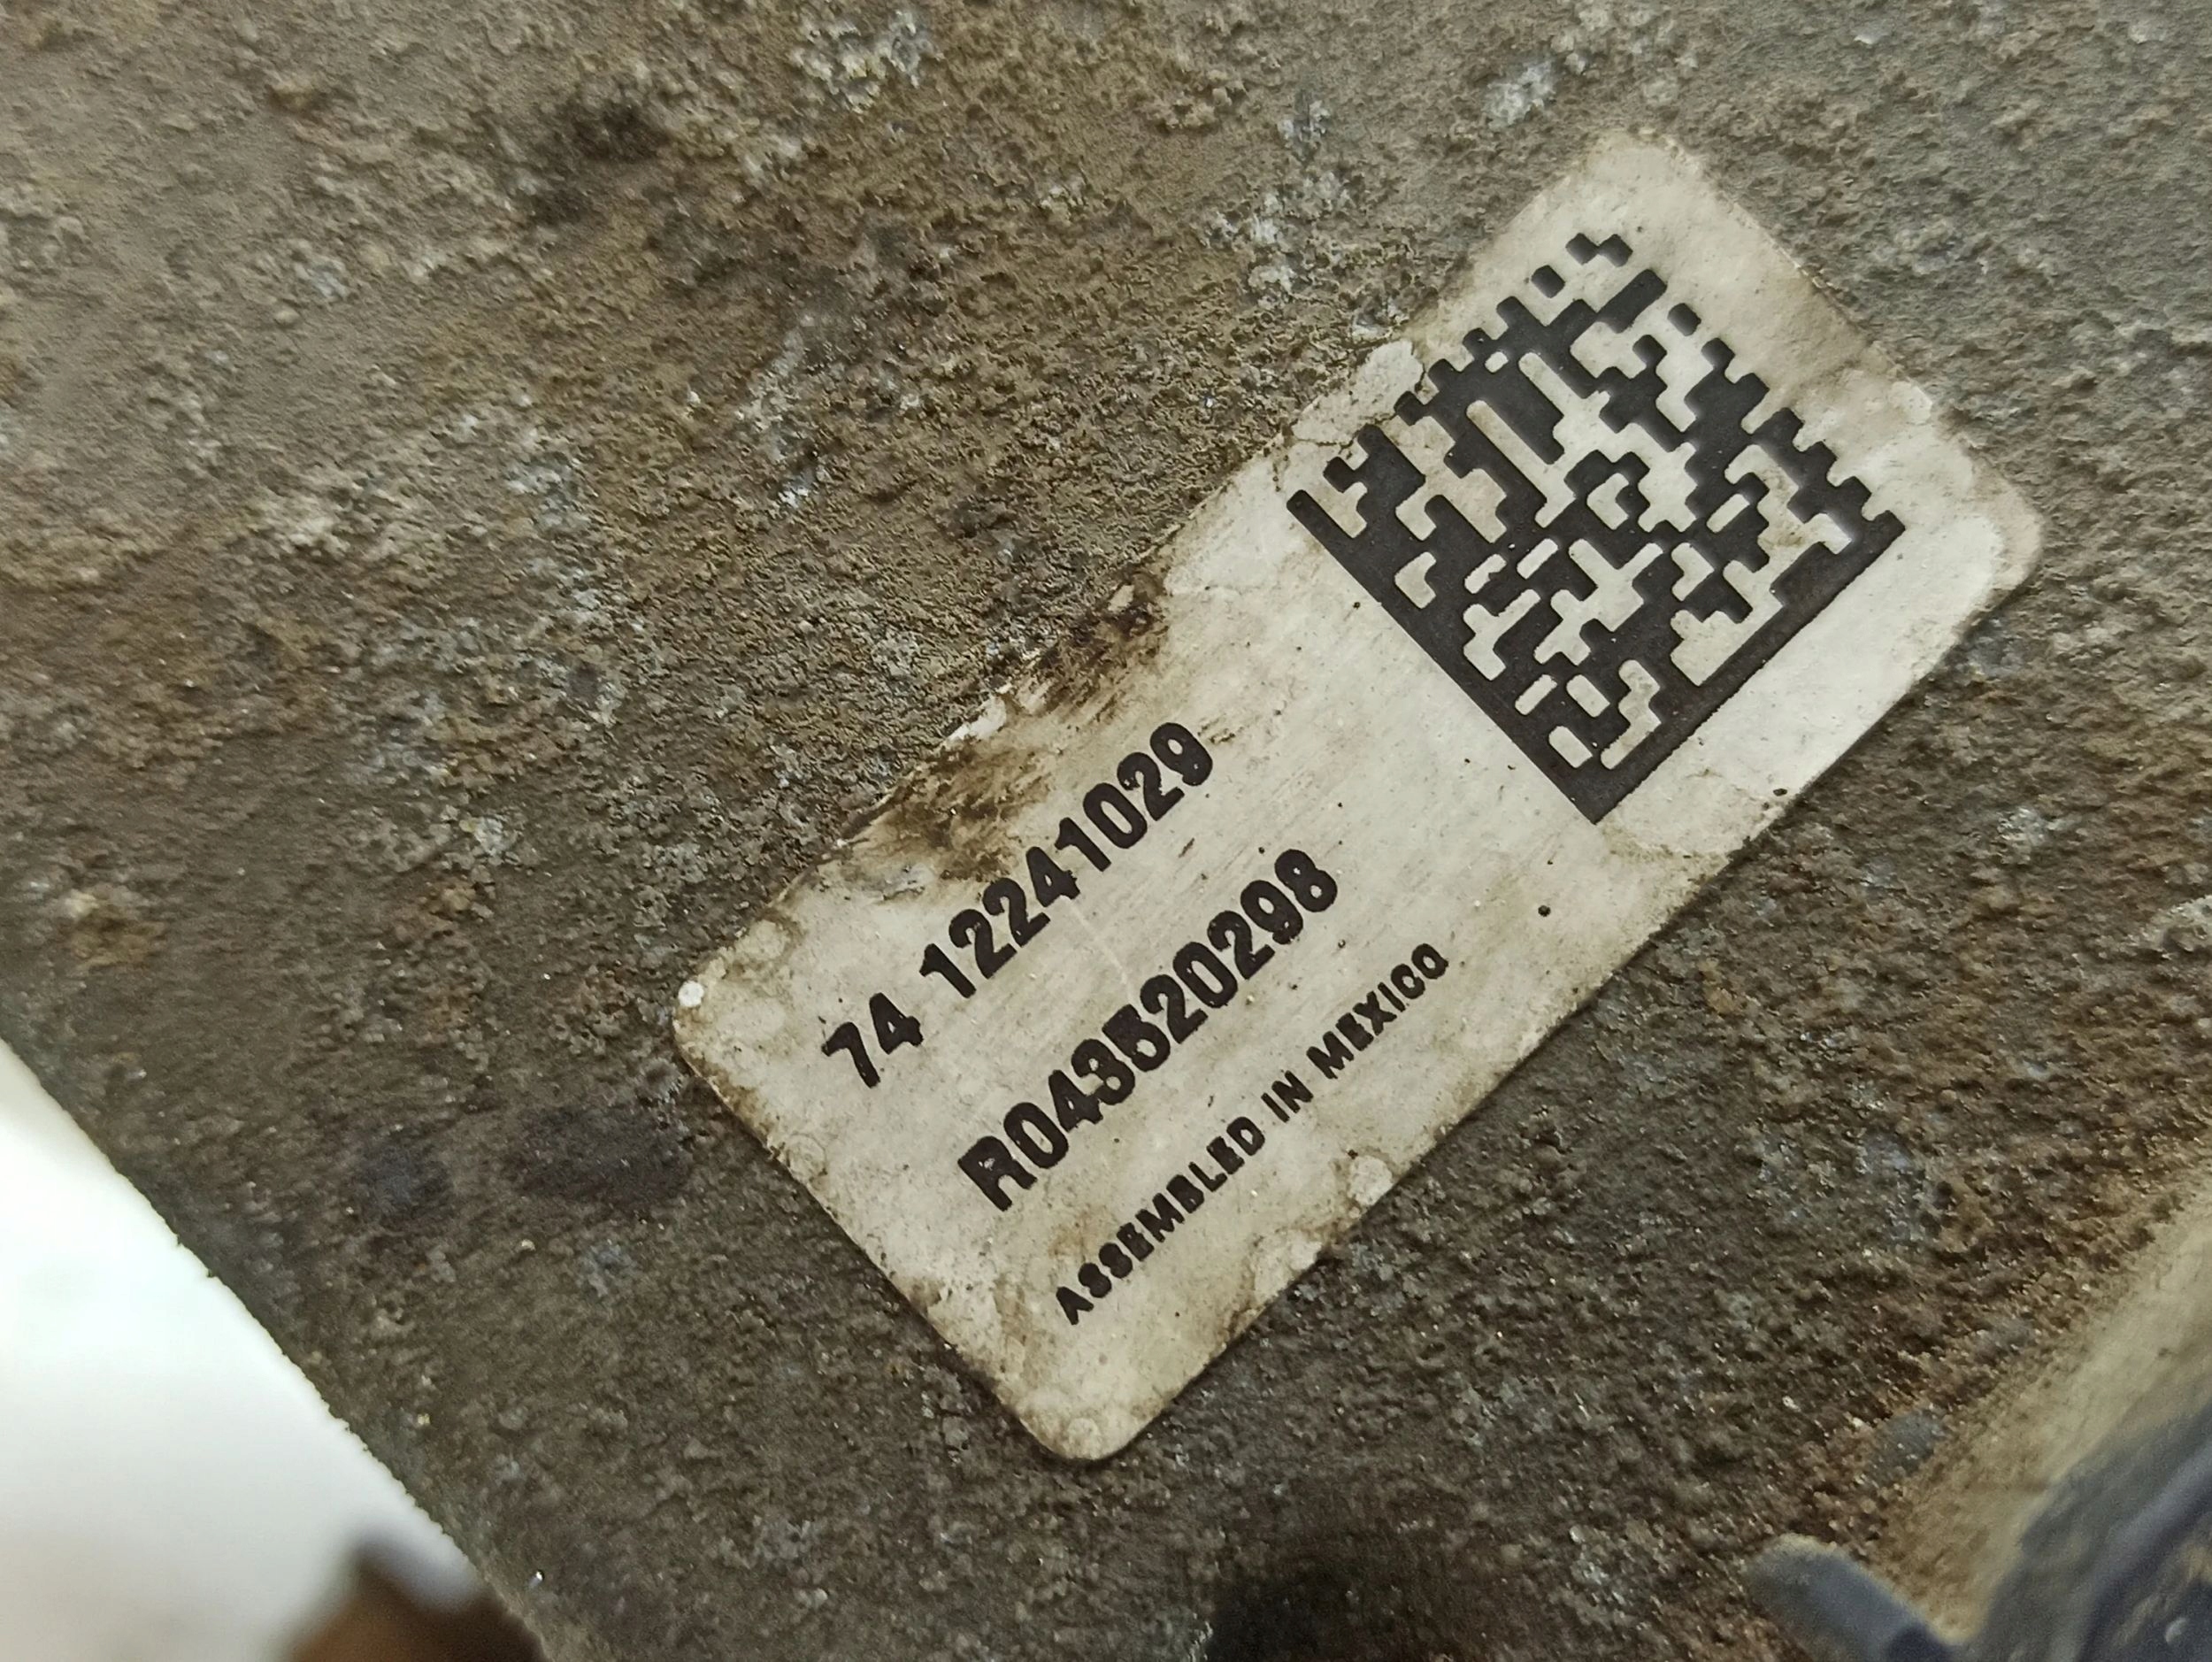 74 12241029
R043520298
ASSEMBLED IN MEXICO